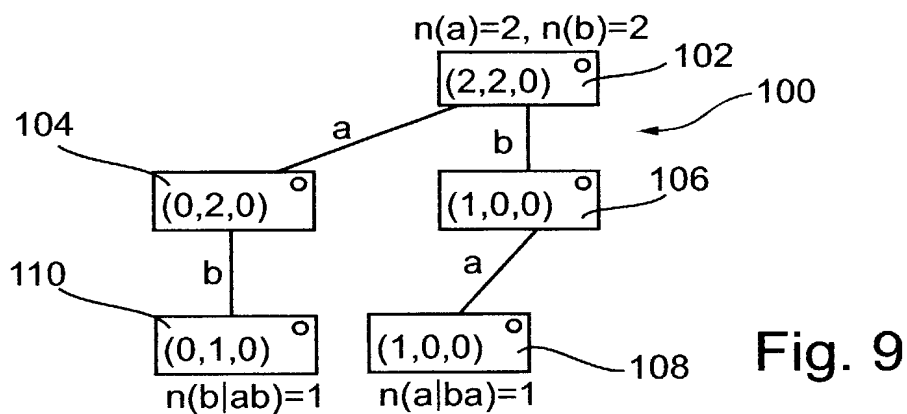 n(a)=2, n(b)=2
(2,2,0)
102
100
104
a
b
(0,2,0)
(1,0,0)
106
110
b
a
(0,1,0)
(1,0,0)
108
n(b|ab)=1
n(a|ba)=1
Fig. 9